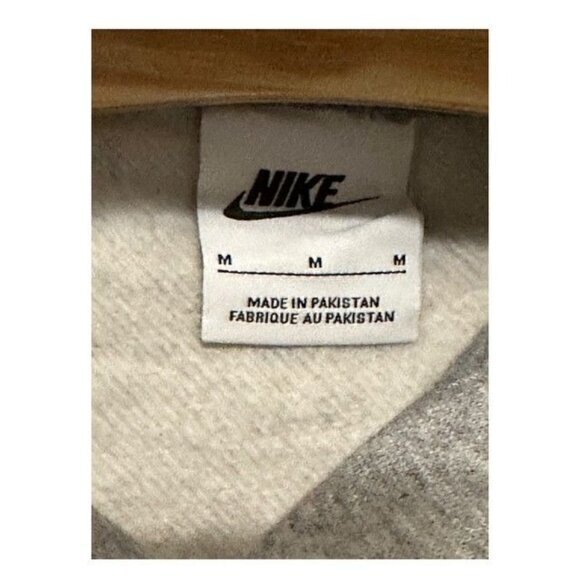 NIKE
M M M
MADE IN PAKISTAN
FABRIQUE AU PAKISTAN